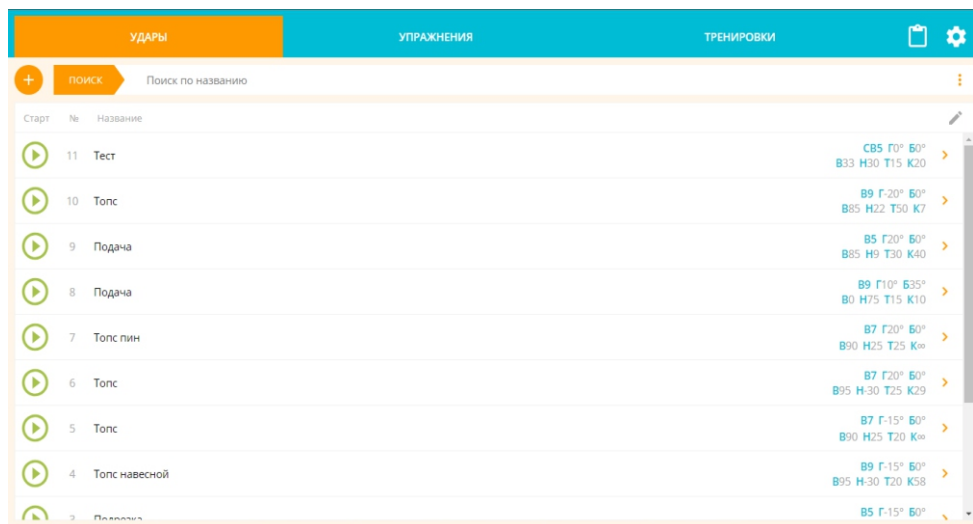 УДАРЫ УПРАЖНЕНИЯ ТРЕНИРОВКИ
ПОИСК Поиск по названию
Старт № Название
11 Тест СВ5 Г0° Б0°
В33 Н30 Т15 К20
10 Топс В9 Г-20° Б0°
В85 Н22 Т50 К7
9 Подача В5 Г20° Б0°
В85 Н9 Т30 К40
8 Подача В9 Г10° Б35°
В0 Н75 Т15 К10
7 Топс пин В7 Г20° Б0°
В90 Н25 Т25 К∞
6 Топс В7 Г20° Б0°
В95 Н-30 Т25 К29
5 Топс В7 Г-15° Б0°
В90 Н25 Т20 К∞
4 Топс навесной В9 Г-15° Б0°
В95 Н-30 Т20 К58
3 Подрезка В5 Г-15° Б0°